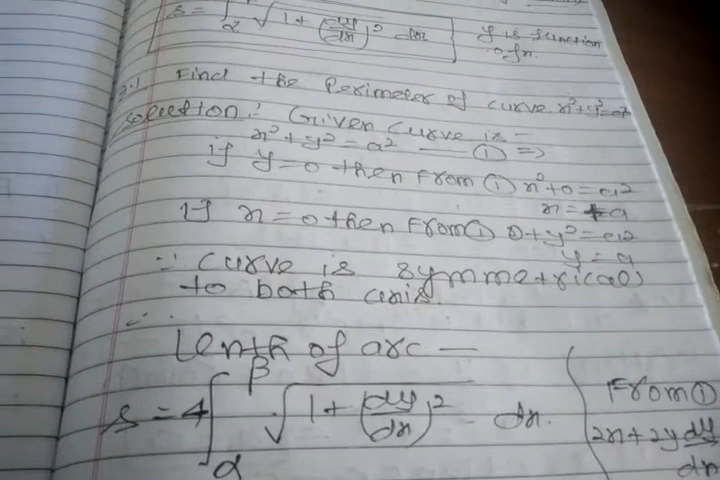 s = ∫α √1 + (dy/dx)² dx } y is function of x.
Q.1 Find the Perimeter of curve x²+y²=a²
Solution:- Given Curve is -
x² + y² = a² — ① ⇒
if y=0 then From ① x²+0=a²
x=±a
If x=0 then From ① 0+y²=a²
y=a
∵ Curve is symmetrical
to both axis.
∴
Lenth of arc —
s = 4∫αβ √1 + (dy/dx)² dx.
From ①
2x+2y dy/dx